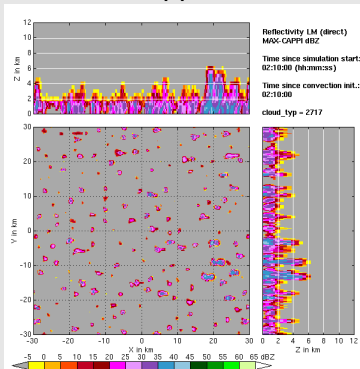 Reflectivity LM (direct)
MAX-CAPPI dBZ
Time since simulation start:
02:10:00 (hh:mm:ss)
Time since convection init.:
02:10:00
cloud_typ = 2717
12
10
8
6
4
2
0
Z in km
30
20
10
0
-10
-20
-30
Y in km
-30 -20 -10 0 10 20 30
X in km
0 2 4 6 8 10 12
Z in km
-5 0 5 10 15 20 25 30 35 40 45 50 55 60 65 dBZ